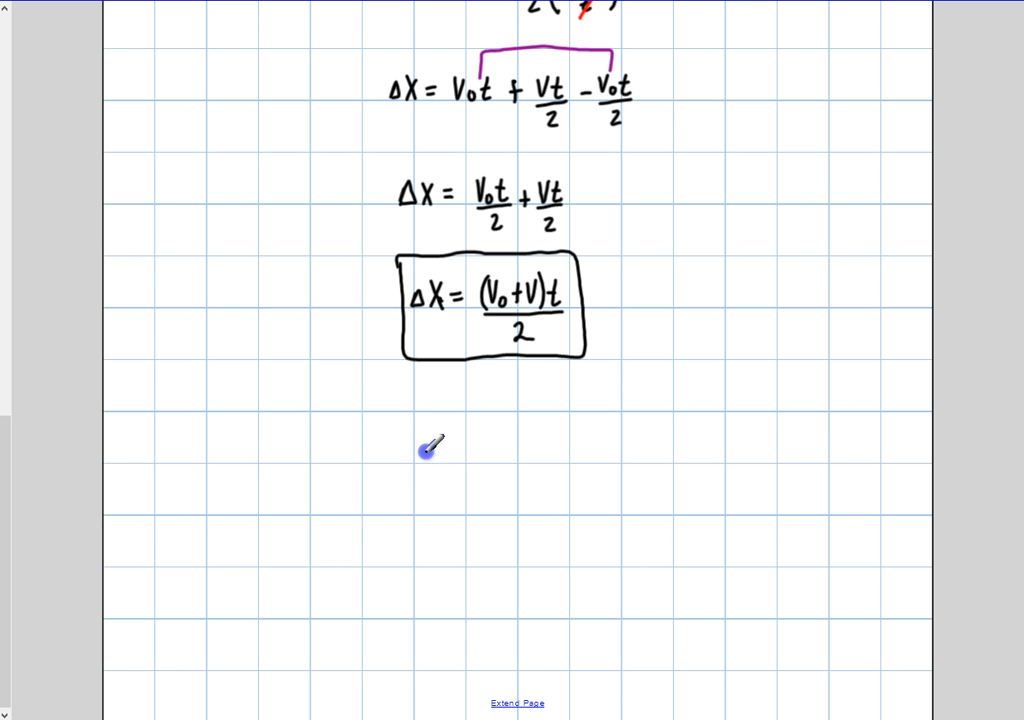 ΔX = V₀t + Vt/2 - V₀t/2
ΔX = V₀t/2 + Vt/2
ΔX = (V₀+V)t/2
Extend Page